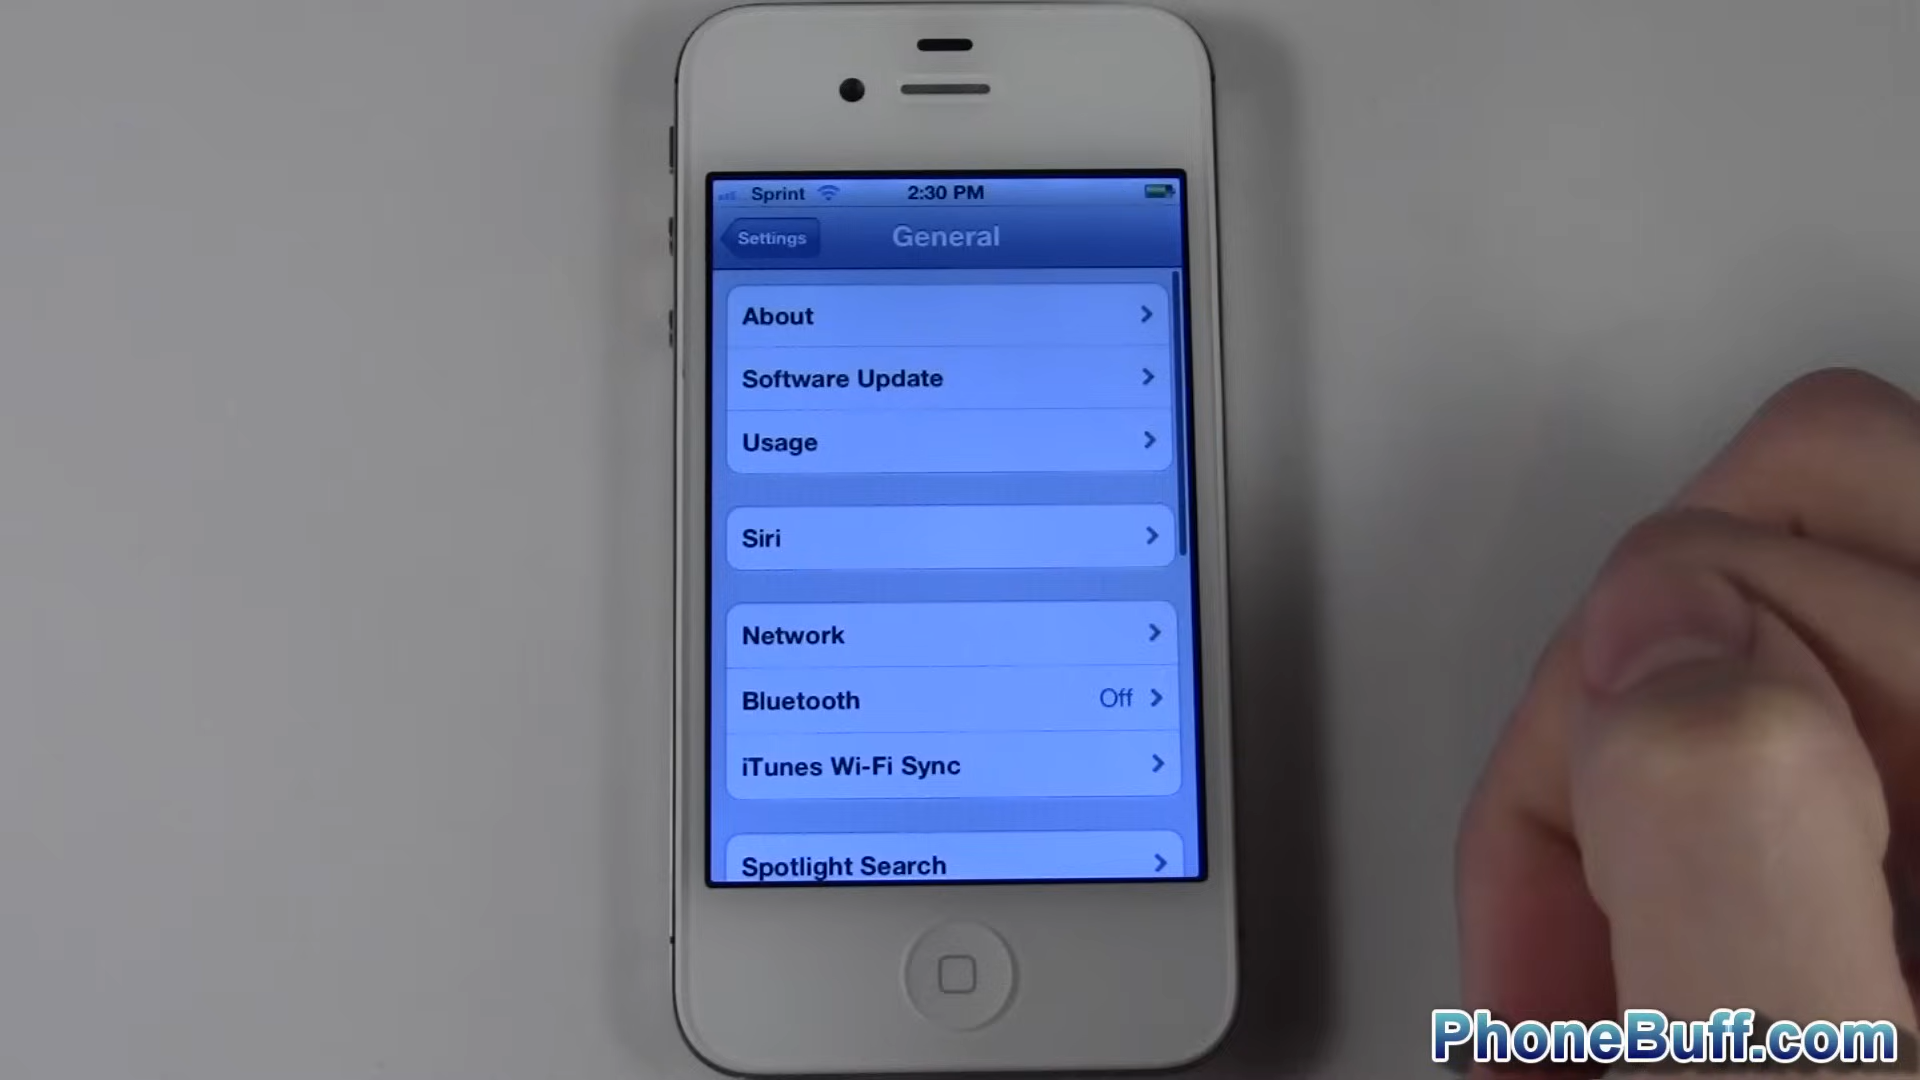 Sprint 2:30 PM
Settings General
About
Software Update
Usage
Siri
Network
Bluetooth Off
iTunes Wi-Fi Sync
Spotlight Search
PhoneBuff.com